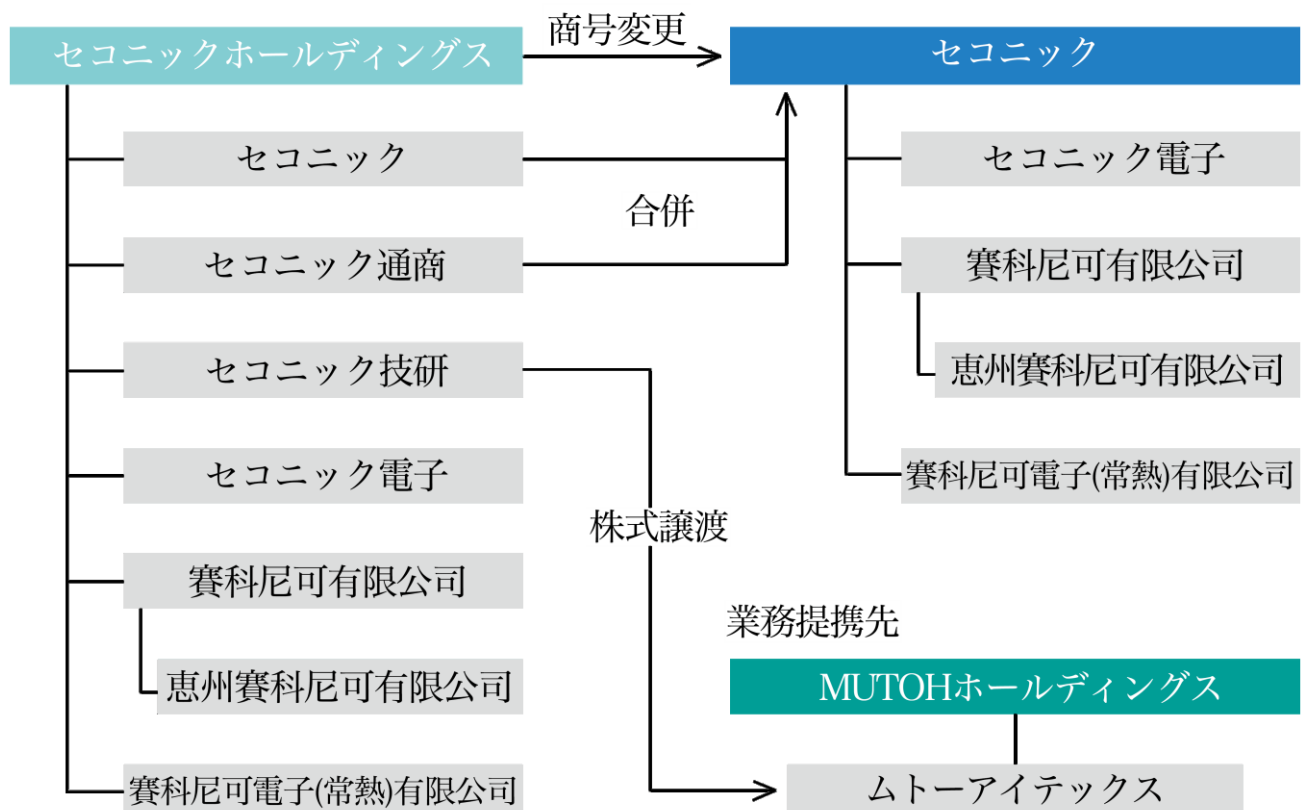 商号変更
セコニックホールディングス
セコニック
セコニック
セコニック電子
合併
セコニック通商
賽科尼可有限公司
セコニック技研
恵州賽科尼可有限公司
セコニック電子
賽科尼可電子(常熱)有限公司
株式譲渡
賽科尼可有限公司
業務提携先
恵州賽科尼可有限公司
MUTOHホールディングス
賽科尼可電子(常熱)有限公司
ムトーアイテックス